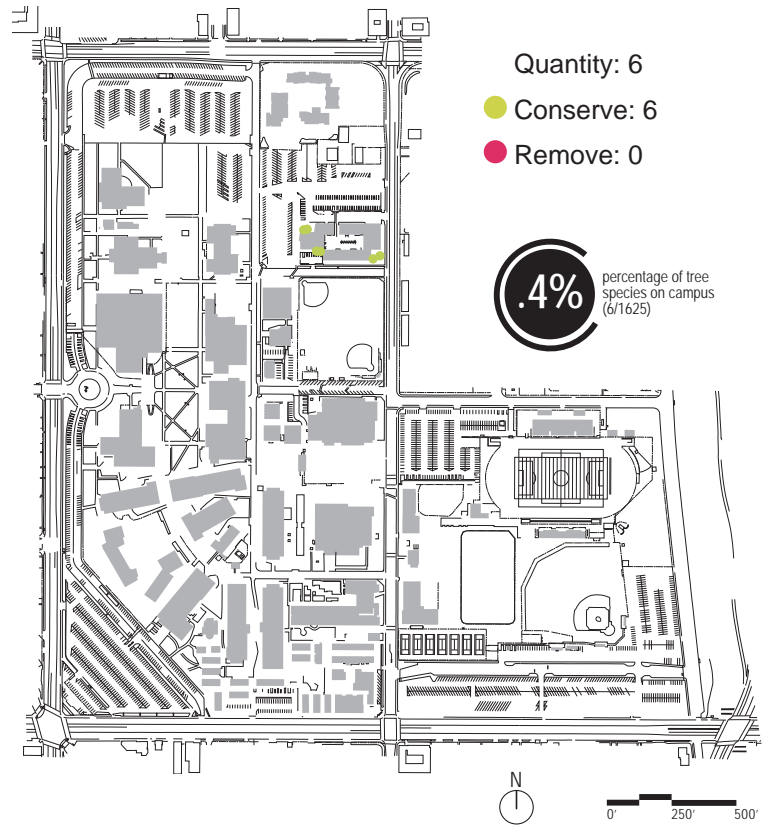 Quantity: 6
Conserve: 6
Remove: 0
.4%
percentage of tree
species on campus
(6/1625)
N
0' 250' 500'